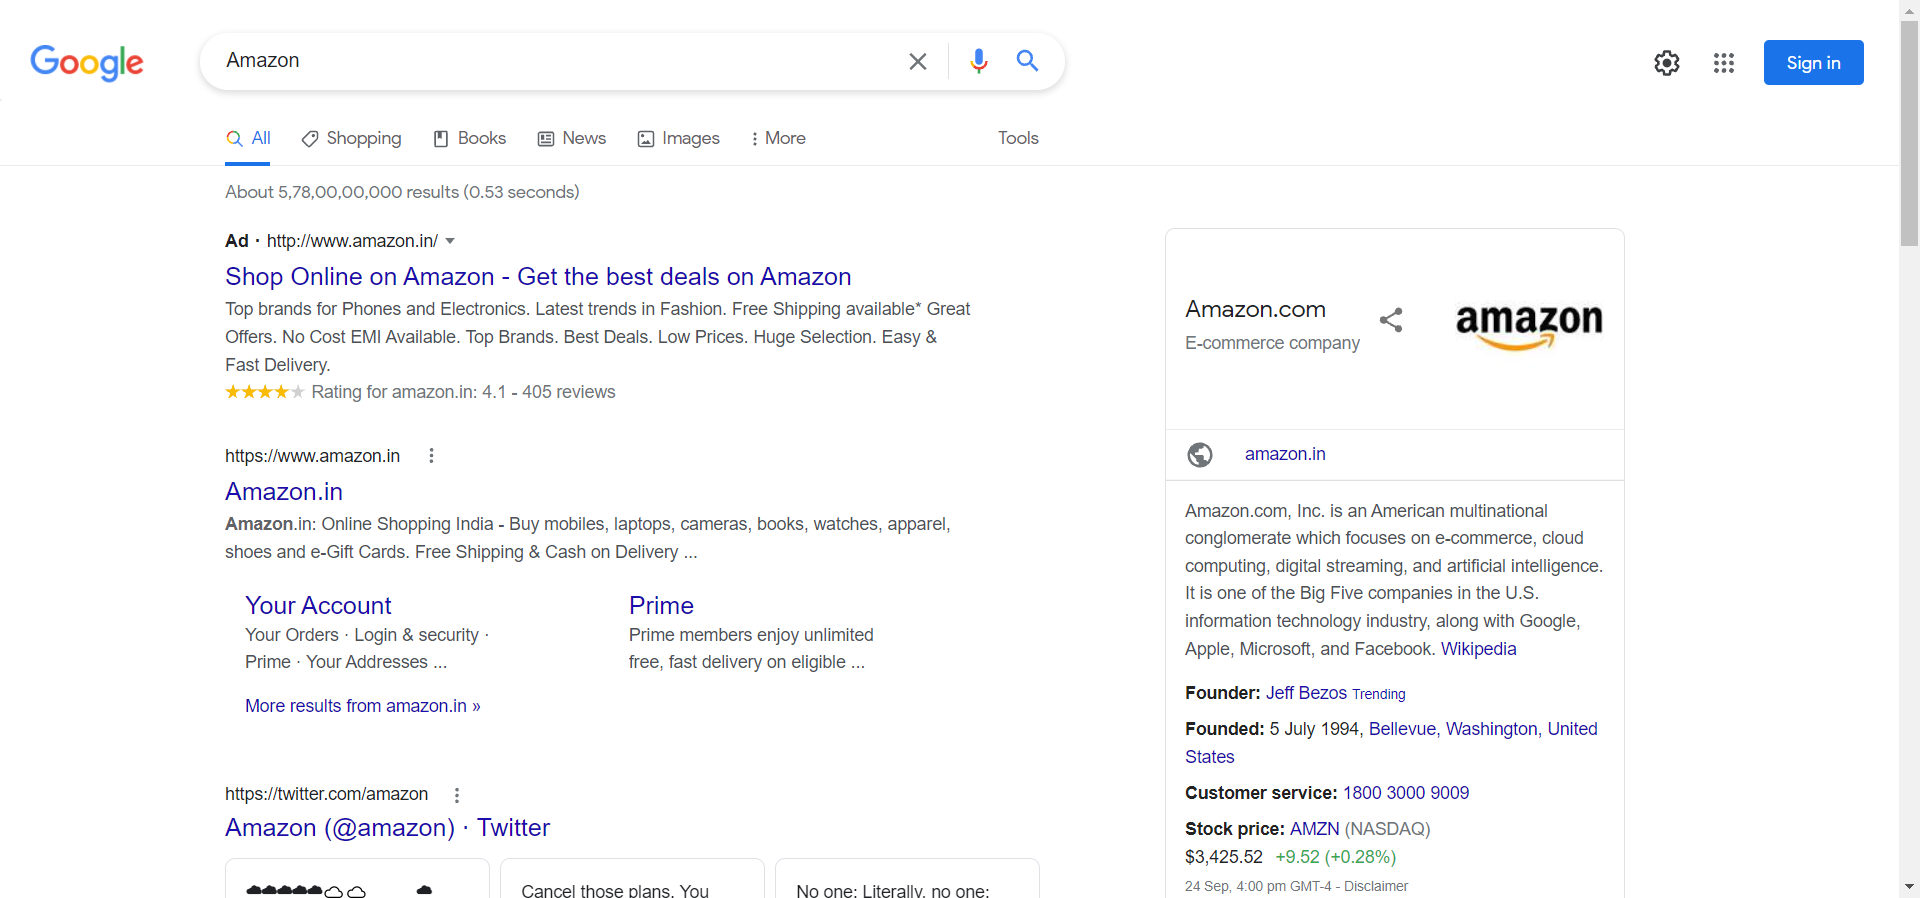 Google
Amazon
Sign in
All
Shopping
Books
News
Images
More
Tools
About 5,78,00,00,000 results (0.53 seconds)
Ad · http://www.amazon.in/
Shop Online on Amazon - Get the best deals on Amazon
Top brands for Phones and Electronics. Latest trends in Fashion. Free Shipping available* Great
Offers. No Cost EMI Available. Top Brands. Best Deals. Low Prices. Huge Selection. Easy &
Fast Delivery.
Rating for amazon.in: 4.1 - 405 reviews
https://www.amazon.in
Amazon.in
Amazon.in: Online Shopping India - Buy mobiles, laptops, cameras, books, watches, apparel,
shoes and e-Gift Cards. Free Shipping & Cash on Delivery ...
Your Account
Your Orders · Login & security ·
Prime · Your Addresses ...
Prime
Prime members enjoy unlimited
free, fast delivery on eligible ...
More results from amazon.in »
https://twitter.com/amazon
Amazon (@amazon) · Twitter
Cancel those plans. You
No one: Literally, no one:
Amazon.com
E-commerce company
amazon
amazon.in
Amazon.com, Inc. is an American multinational
conglomerate which focuses on e-commerce, cloud
computing, digital streaming, and artificial intelligence.
It is one of the Big Five companies in the U.S.
information technology industry, along with Google,
Apple, Microsoft, and Facebook. Wikipedia
Founder: Jeff Bezos Trending
Founded: 5 July 1994, Bellevue, Washington, United
States
Customer service: 1800 3000 9009
Stock price: AMZN (NASDAQ)
$3,425.52 +9.52 (+0.28%)
24 Sep, 4:00 pm GMT-4 - Disclaimer